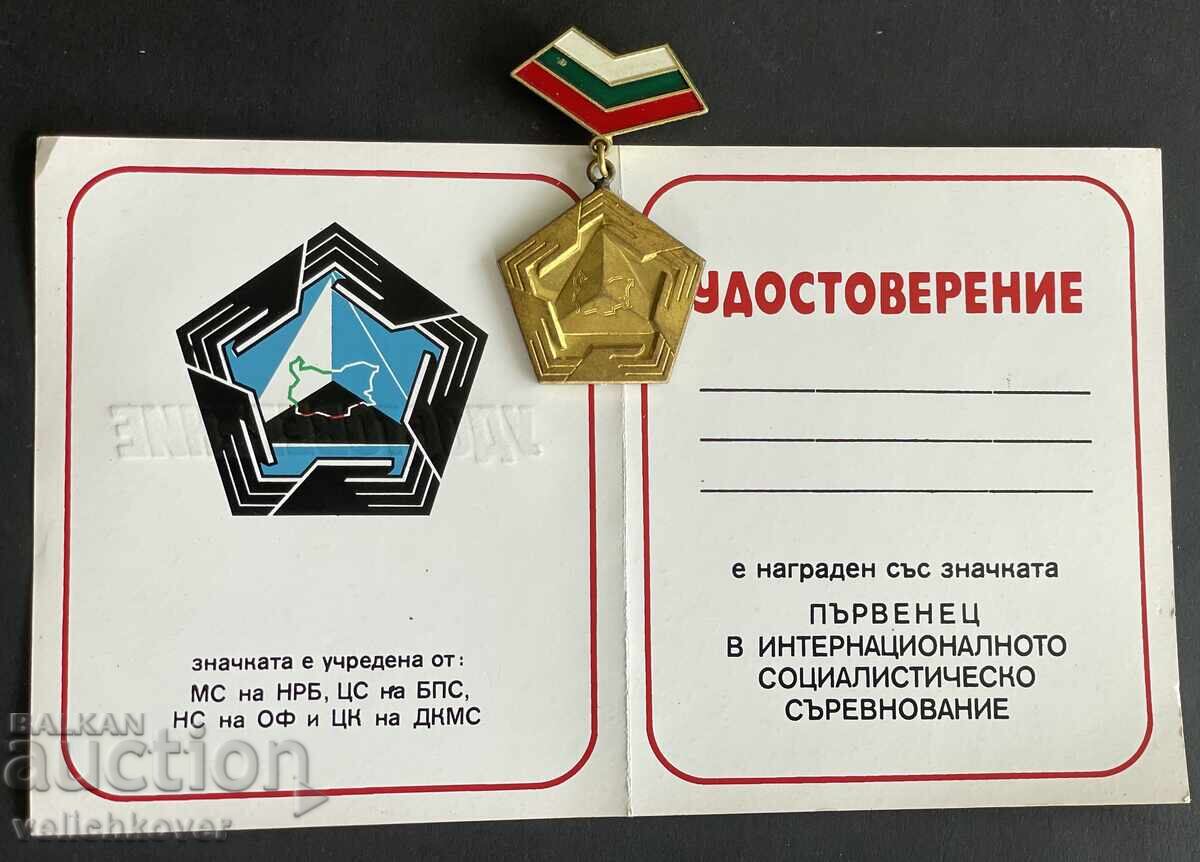 УДОСТОВЕРЕНИЕ
е награден със значката
ПЪРВЕНЕЦ
В ИНТЕРНАЦИОНАЛНОТО
СОЦИАЛИСТИЧЕСКО
СЪРЕВНОВАНИЕ
значката е учредена от:
МС на НРБ, ЦС на БПС,
НС на ОФ и ЦК на ДКМС
BALKAN
auction
velichkover